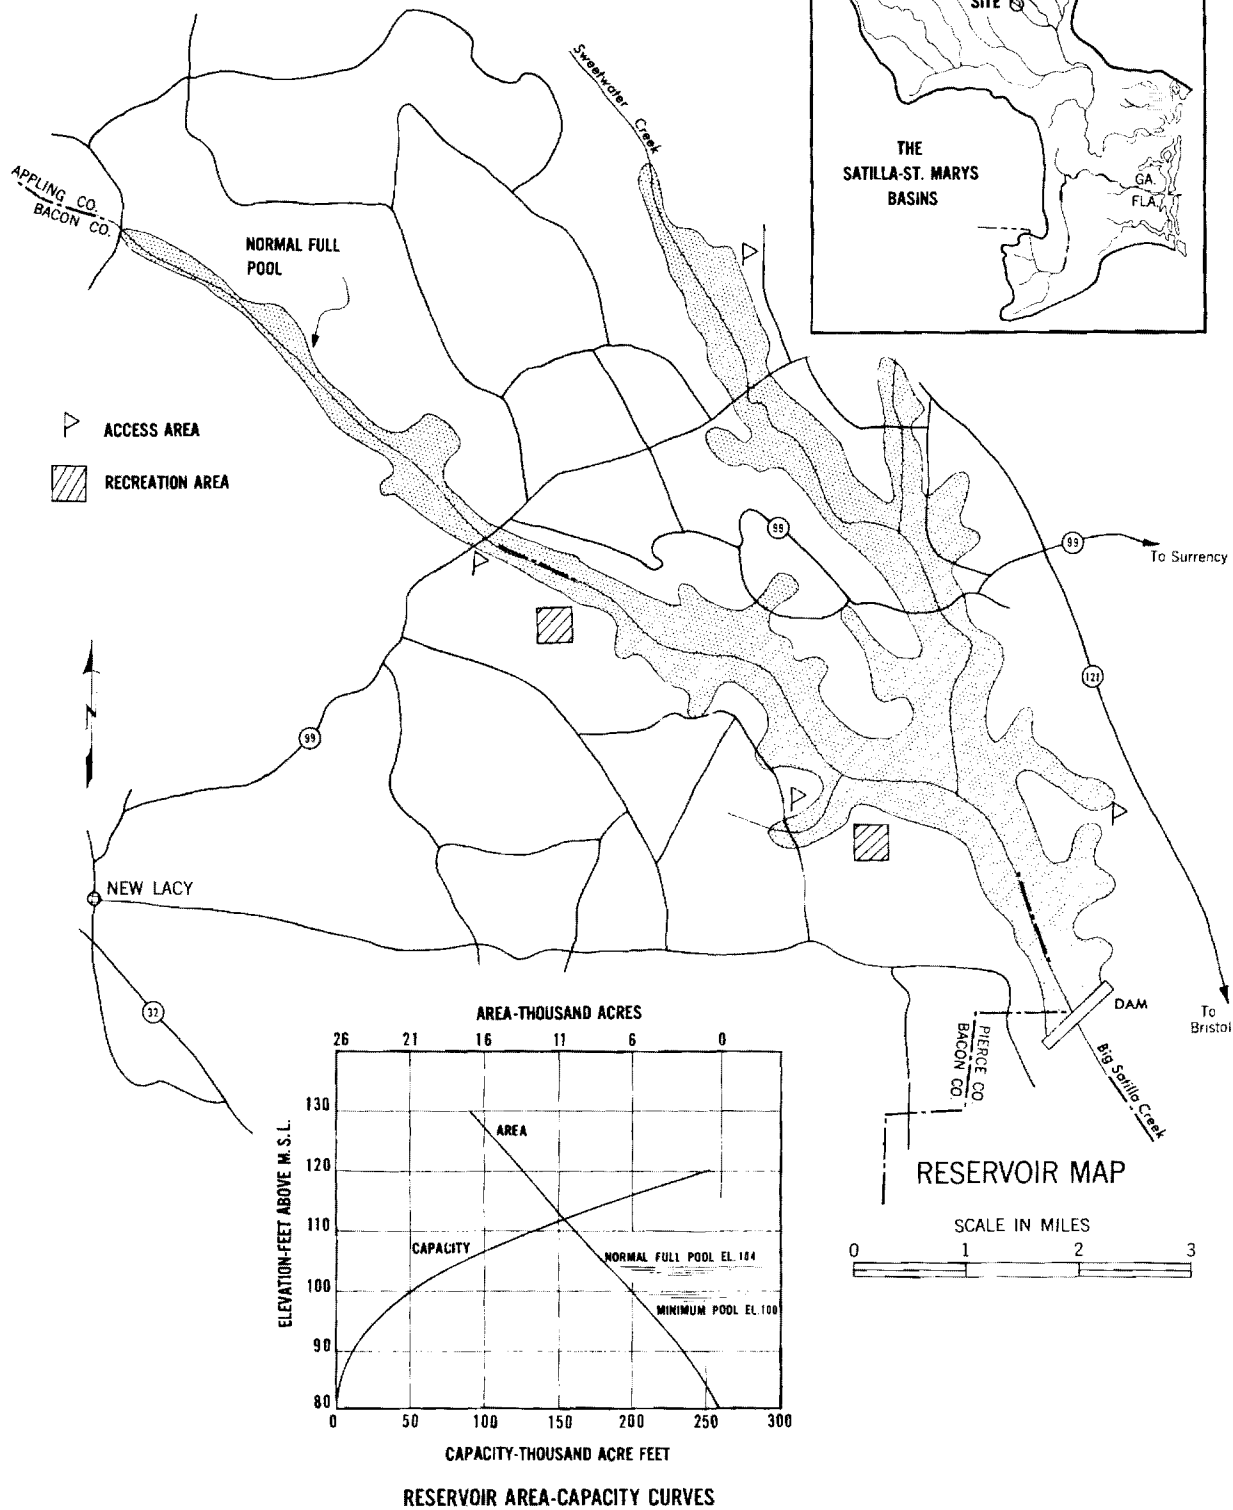 SITE
THE
SATILLA-ST. MARYS
BASINS
GA.
FLA.
Sweetwater Creek
APPLING CO.
BACON CO.
NORMAL FULL
POOL
ACCESS AREA
RECREATION AREA
99
99
To Surrency
N
121
99
NEW LACY
32
DAM
To
Bristol
PIERCE CO.
BACON CO.
Big Satilla Creek
RESERVOIR MAP
SCALE IN MILES
0 1 2 3
AREA-THOUSAND ACRES
26 21 16 11 6 0
ELEVATION-FEET ABOVE M.S.L.
130
120
110
100
90
80
AREA
CAPACITY
NORMAL FULL POOL EL. 104
MINIMUM POOL EL. 100
0 50 100 150 200 250 300
CAPACITY-THOUSAND ACRE FEET
RESERVOIR AREA-CAPACITY CURVES